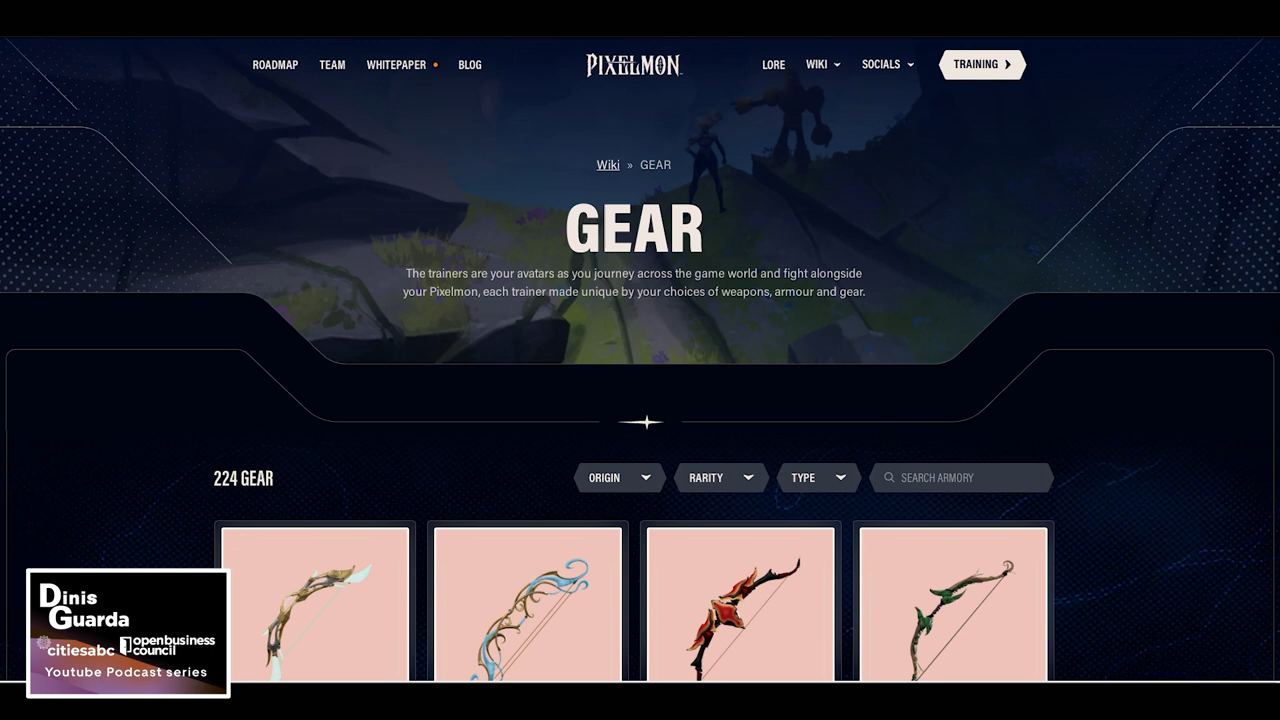 ROADMAP TEAM WHITEPAPER BLOG PIXELMON LORE WIKI SOCIALS TRAINING
Wiki » GEAR
GEAR
The trainers are your avatars as you journey across the game world and fight alongside
your Pixelmon, each trainer made unique by your choices of weapons, armour and gear.
224 GEAR ORIGIN RARITY TYPE SEARCH ARMORY
Dinis
Guarda
citiesabc openbusiness
council
Youtube Podcast series